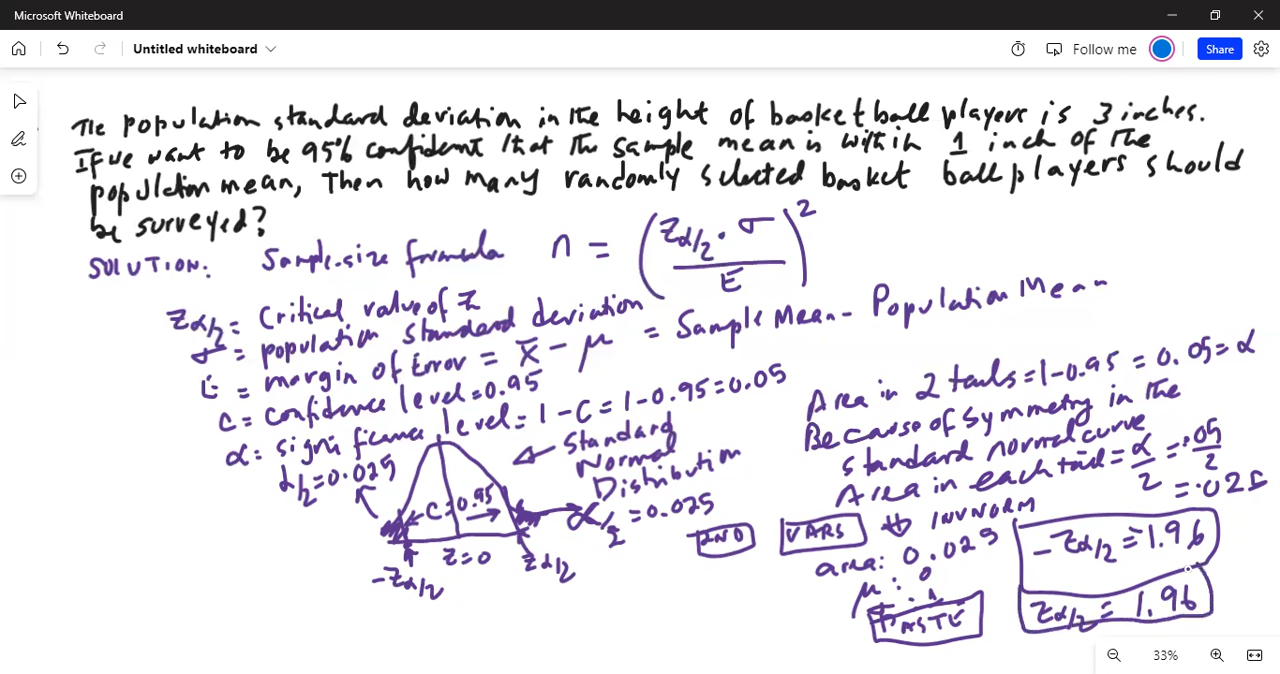 Microsoft Whiteboard
Untitled whiteboard
Follow me
Share
The population standard deviation in the height of basketball players is 3 inches.
If we want to be 95% confident that the sample mean is within 1 inch of the
population mean, Then how many randomly selected basket ball players should
be surveyed?
SOLUTION: Sample size formula n = (Zα/2 · σ / E)²
Zα/2 = Critical value of Z
σ = population standard deviation
E = margin of Error = x̄ - μ = Sample Mean - Population Mean
C = confidence level = 0.95
α = significance level = 1 - C = 1 - 0.95 = 0.05
α/2 = 0.025
C = 0.95
Standard
Normal
Distribution
α/2 = 0.025
-Zα/2
Z = 0
Zα/2
Area in 2 tails = 1 - 0.95 = 0.05 = α
Because of symmetry in the
standard normal curve
Area in each tail = α/2 = .05/2
= .025
2ND VARS ⇓ INVNORM
area: 0.025
μ: 0
σ: 1
PASTE
-Zα/2 = -1.96
Zα/2 = 1.96
33%